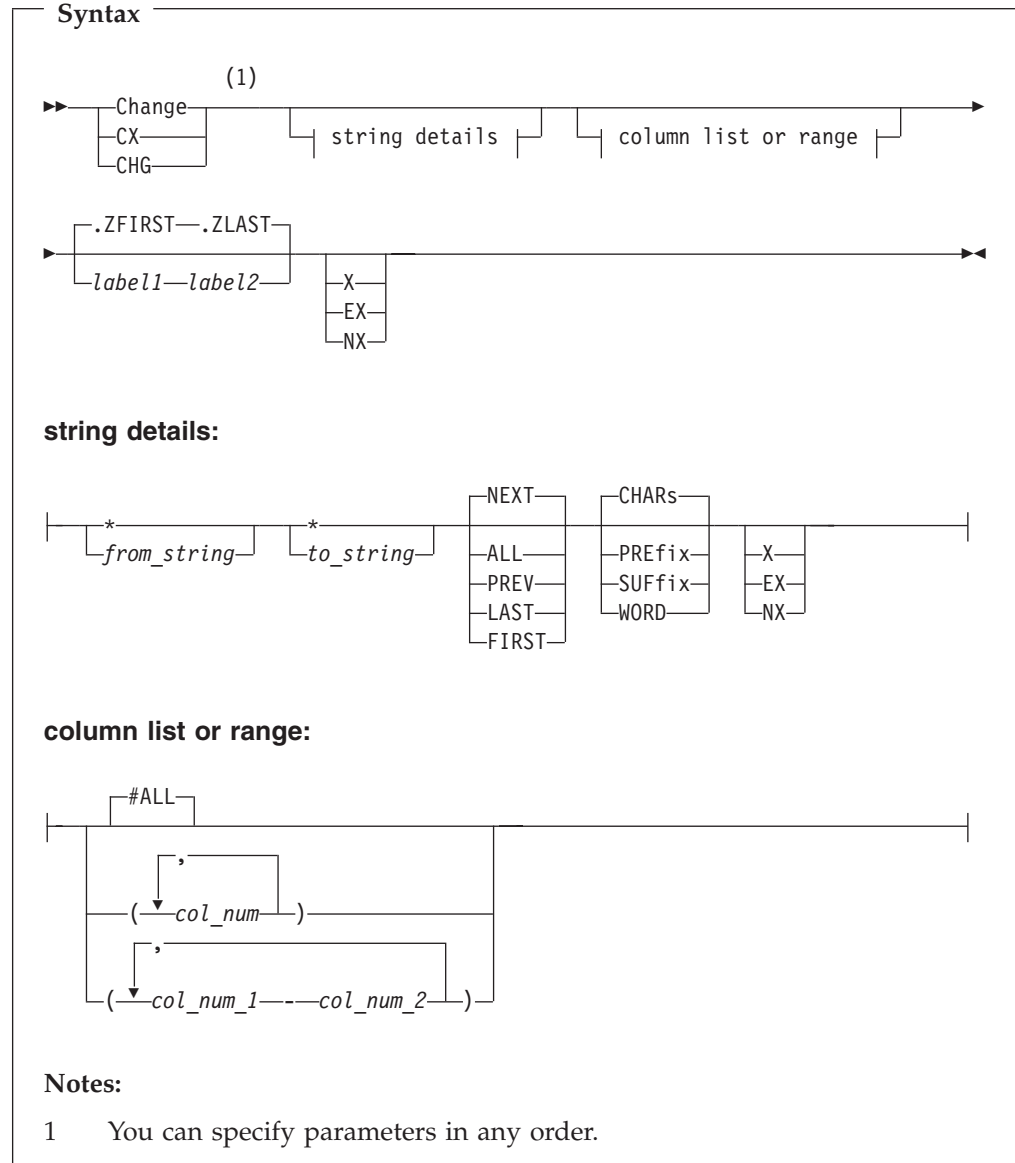 Syntax
(1)
Change
CX string details column list or range
CHG
.ZFIRST .ZLAST
label1 label2 X
EX
NX
string details:
NEXT CHARs
* *
from_string to_string ALL PREfix X
PREV SUFfix EX
LAST WORD NX
FIRST
column list or range:
#ALL
,
( col_num )
,
( col_num_1 - col_num_2 )
Notes:
1 You can specify parameters in any order.